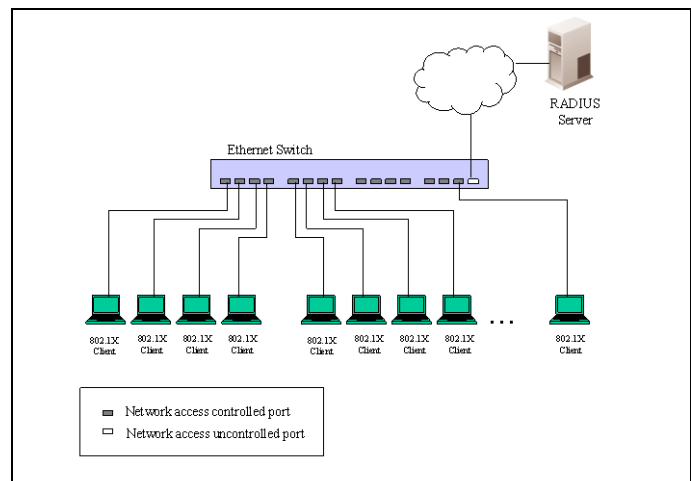 RADIUS
Server
Ethernet Switch
802.1X
Client
802.1X
Client
802.1X
Client
802.1X
Client
802.1X
Client
802.1X
Client
802.1X
Client
802.1X
Client
...
802.1X
Client
Network access controlled port
Network access uncontrolled port